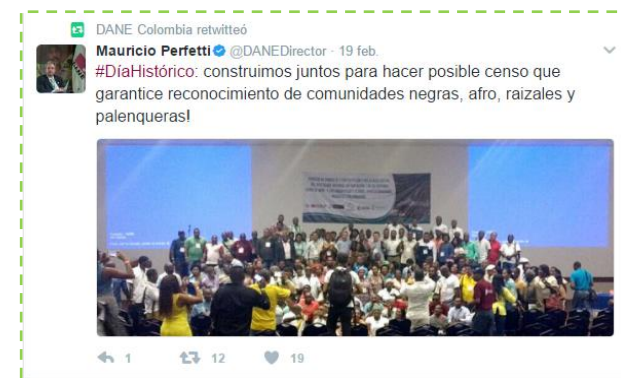 DANE Colombia retwitteó
Mauricio Perfetti @DANEDirector · 19 feb.
#DíaHistórico: construimos juntos para hacer posible censo que
garantice reconocimiento de comunidades negras, afro, raizales y
palenqueras!
1 12 19